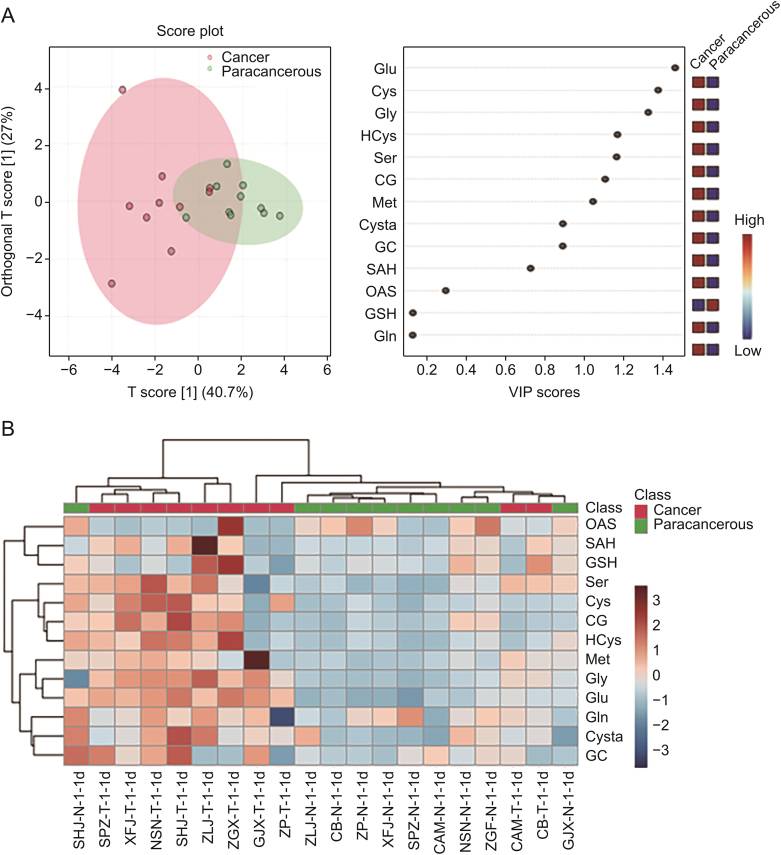 A
Score plot
Cancer
Paracancerous
Orthogonal T score [1] (27%)
4
2
0
−2
−4
−6 −4 −2 0 2 4 6
T score [1] (40.7%)
Cancer
Paracancerous
Glu
Cys
Gly
HCys
Ser
CG
Met
Cysta
GC
SAH
OAS
GSH
Gln
0.2 0.4 0.6 0.8 1.0 1.2 1.4
VIP scores
High
Low
B
Class
OAS
SAH
GSH
Ser
Cys
CG
HCys
Met
Gly
Glu
Gln
Cysta
GC
Class
Cancer
Paracancerous
3
2
1
0
−1
−2
−3
SHJ-N-1-1d
SPZ-T-1-1d
XFJ-T-1-1d
NSN-T-1-1d
SHJ-T-1-1d
ZLJ-T-1-1d
ZGX-T-1-1d
GJX-T-1-1d
ZP-T-1-1d
ZLJ-N-1-1d
CB-N-1-1d
ZP-N-1-1d
XFJ-N-1-1d
SPZ-N-1-1d
CAM-N-1-1d
NSN-N-1-1d
ZGF-N-1-1d
CAM-T-1-1d
CB-T-1-1d
GJX-N-1-1d